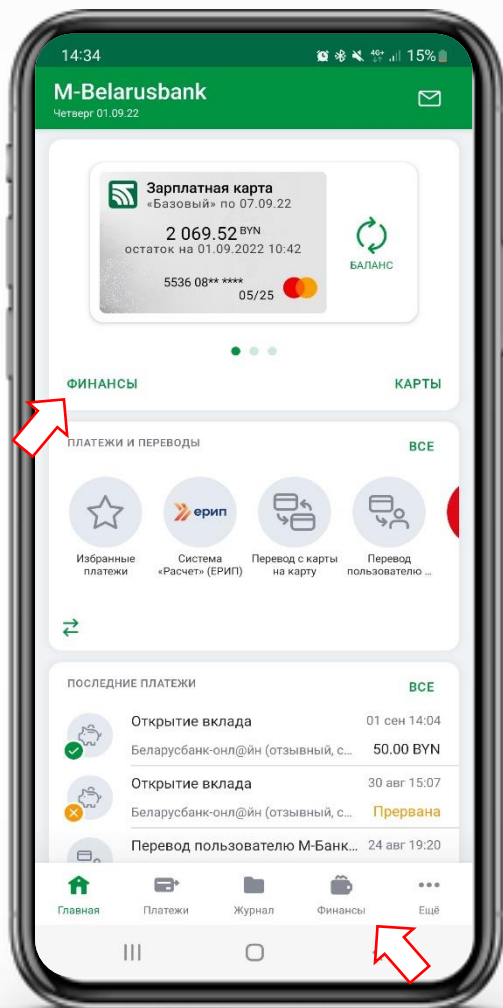 14:34
4G+
15%
M-Belarusbank
Четверг 01.09.22
Зарплатная карта
«Базовый» по 07.09.22
2 069.52 BYN
остаток на 01.09.2022 10:42
5536 08** ****
05/25
БАЛАНС
ФИНАНСЫ
КАРТЫ
ПЛАТЕЖИ И ПЕРЕВОДЫ
ВСЕ
ерип
Избранные
платежи
Система
«Расчет» (ЕРИП)
Перевод с карты
на карту
Перевод
пользователю ...
ПОСЛЕДНИЕ ПЛАТЕЖИ
ВСЕ
Открытие вклада
01 сен 14:04
Беларусбанк-онл@йн (отзывный, с...
50.00 BYN
Открытие вклада
30 авг 15:07
Беларусбанк-онл@йн (отзывный, с...
Прервана
Перевод пользователю М-Банк...
24 авг 19:20
Главная
Платежи
Журнал
Финансы
Ещё